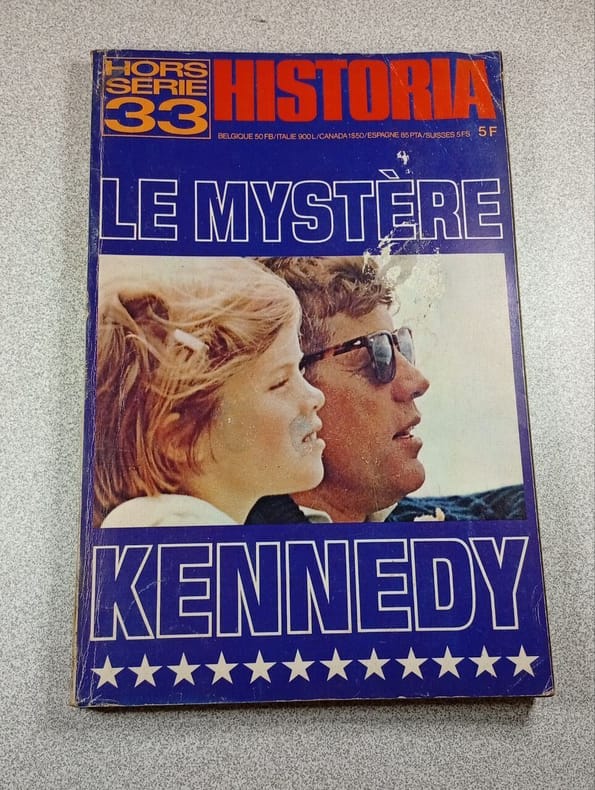 HORS
SÉRIE
33
HISTORIA
BELGIQUE 50 FB/ITALIE 900 L/CANADA 1$50/ESPAGNE 85 PTA/SUISSES 5 FS 5 F
LE MYSTÈRE
KENNEDY